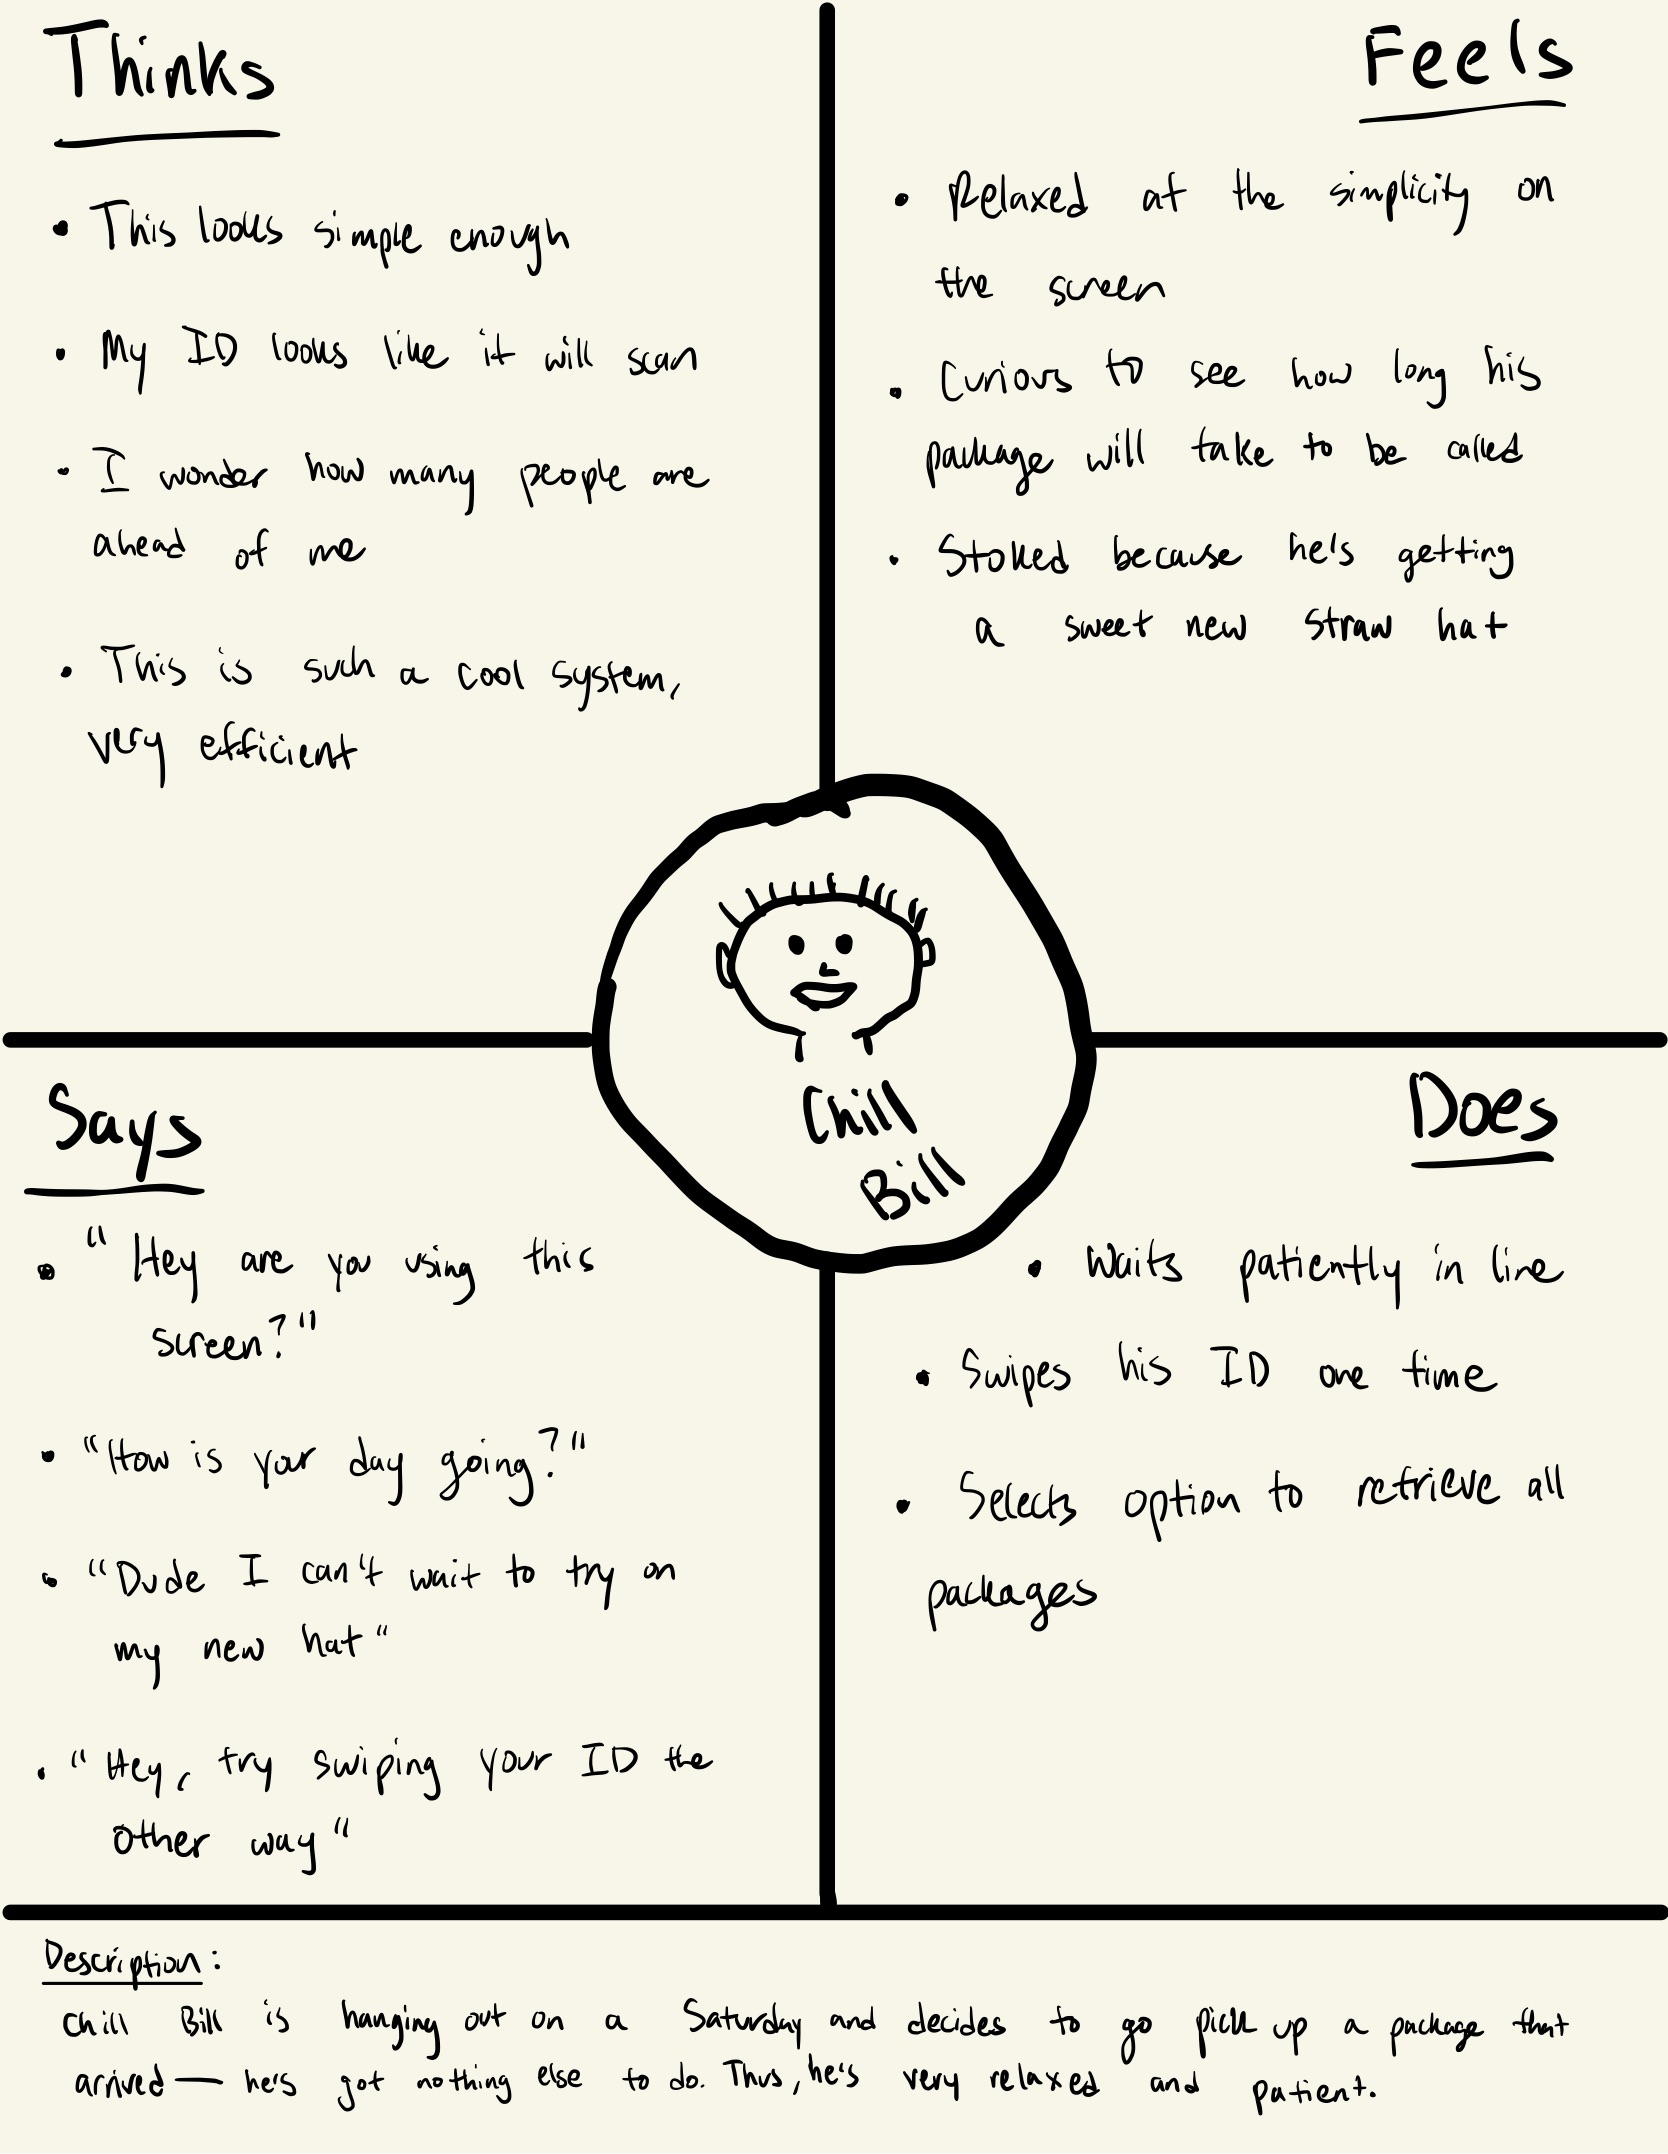 Thinks
• This looks simple enough
• My ID looks like it will scan
• I wonder how many people are
ahead of me
• This is such a cool system,
very efficient
Feels
• Relaxed at the simplicity on
the screen
• Curious to see how long his
package will take to be called
• Stoked because he's getting
a sweet new straw hat
Chill
Bill
Says
• "Hey are you using this
screen?"
• "How is your day going?"
• "Dude I can't wait to try on
my new hat"
• "Hey, try swiping your ID the
other way"
Does
• Waits patiently in line
• Swipes his ID one time
• Selects option to retrieve all
packages
Description:
Chill Bill is hanging out on a Saturday and decides to go pick up a package that
arrived — he's got nothing else to do. Thus, he's very relaxed and patient.